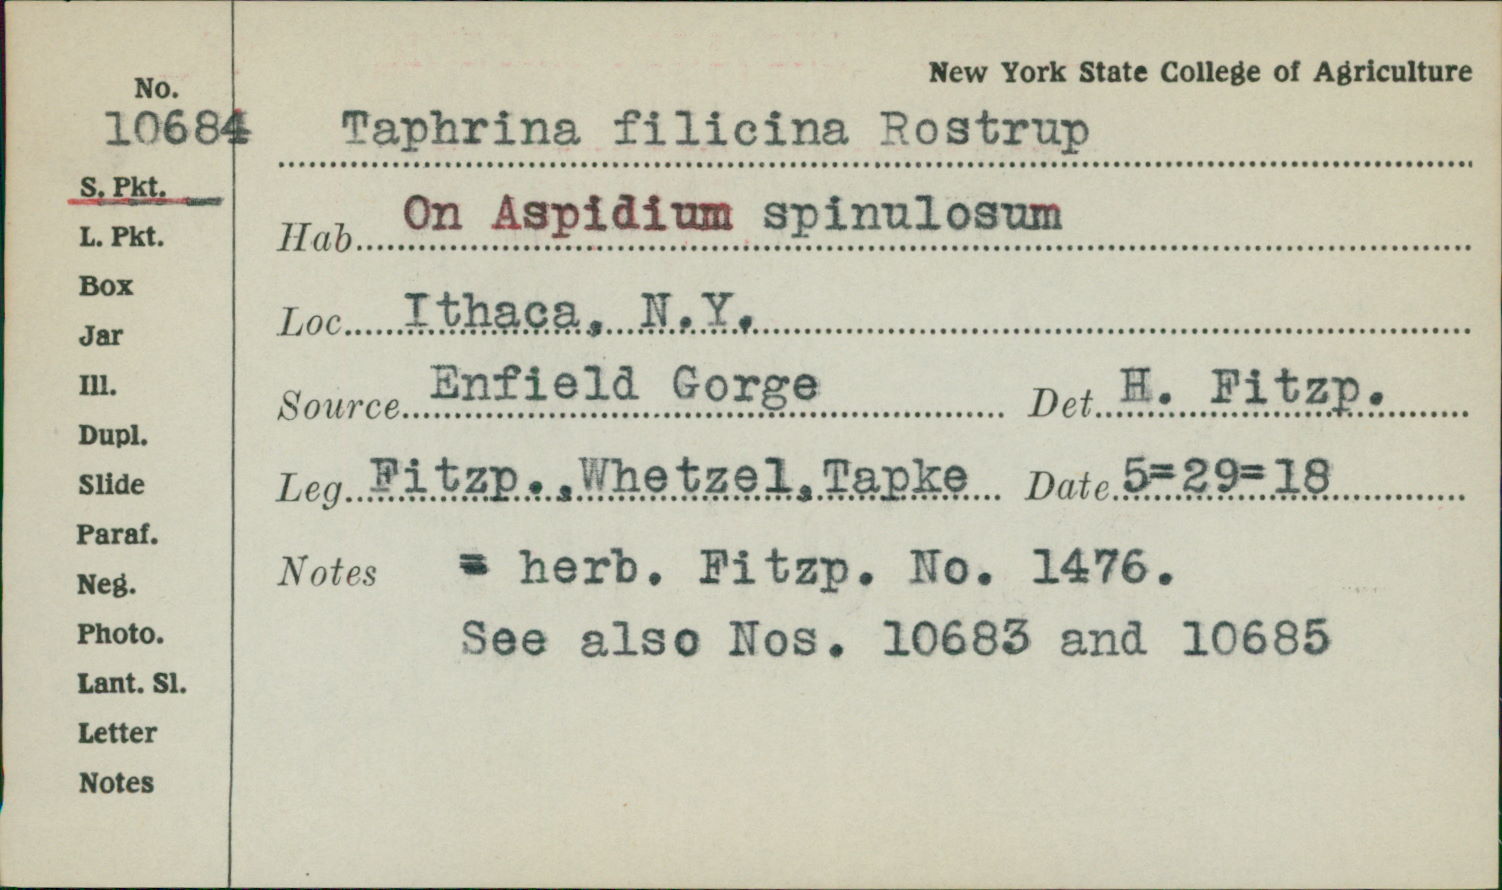 New York State College of Agriculture
No.
10684 Taphrina filicina Rostrup
S. Pkt.
Hab. On Aspidium spinulosum
L. Pkt.
Box
Loc. Ithaca, N.Y.
Jar
Ill.
Source Enfield Gorge Det. H. Fitzp.
Dupl.
Slide
Leg. Fitzp.,Whetzel,Tapke Date 5=29=18
Paraf.
Notes = herb. Fitzp. No. 1476.
Neg.
Photo.
See also Nos. 10683 and 10685
Lant. Sl.
Letter
Notes